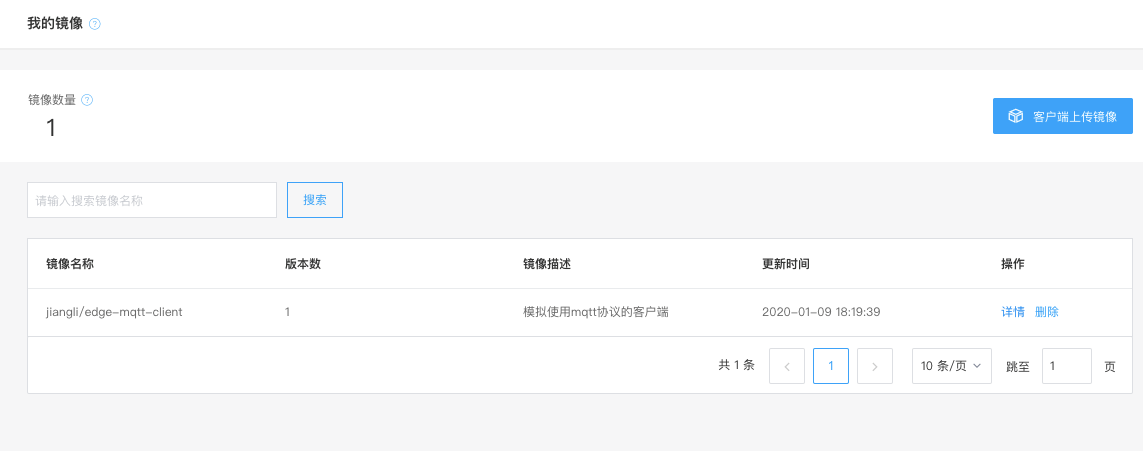 我的镜像
镜像数量
1
客户端上传镜像
请输入搜索镜像名称 搜索
镜像名称 版本数 镜像描述 更新时间 操作
jiangli/edge-mqtt-client 1 模拟使用mqtt协议的客户端 2020-01-09 18:19:39 详情 删除
共 1 条 1 10 条/页 跳至 1 页